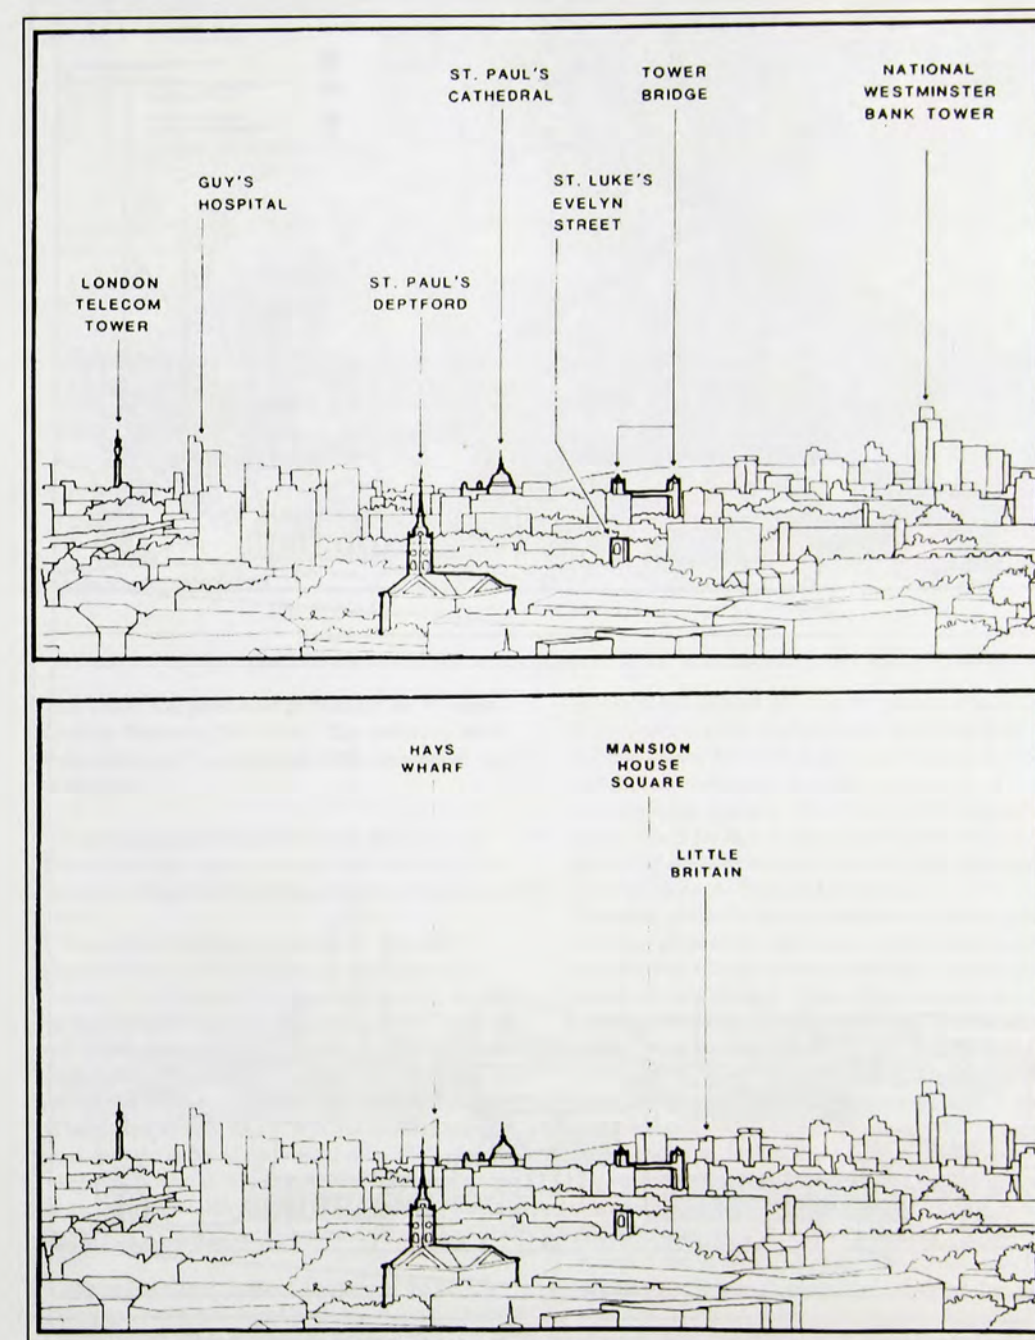 ST. PAUL'S
CATHEDRAL
TOWER
BRIDGE
NATIONAL
WESTMINSTER
BANK TOWER
GUY'S
HOSPITAL
ST. LUKE'S
EVELYN
STREET
LONDON
TELECOM
TOWER
ST. PAUL'S
DEPTFORD
HAYS
WHARF
MANSION
HOUSE
SQUARE
LITTLE
BRITAIN